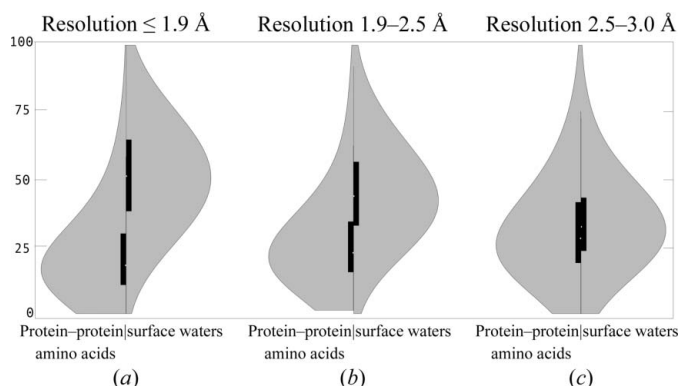 Resolution ≤ 1.9 Å Resolution 1.9–2.5 Å Resolution 2.5–3.0 Å
100
75
50
25
0
Protein–protein|surface waters Protein–protein|surface waters Protein–protein|surface waters
amino acids amino acids amino acids
(a) (b) (c)